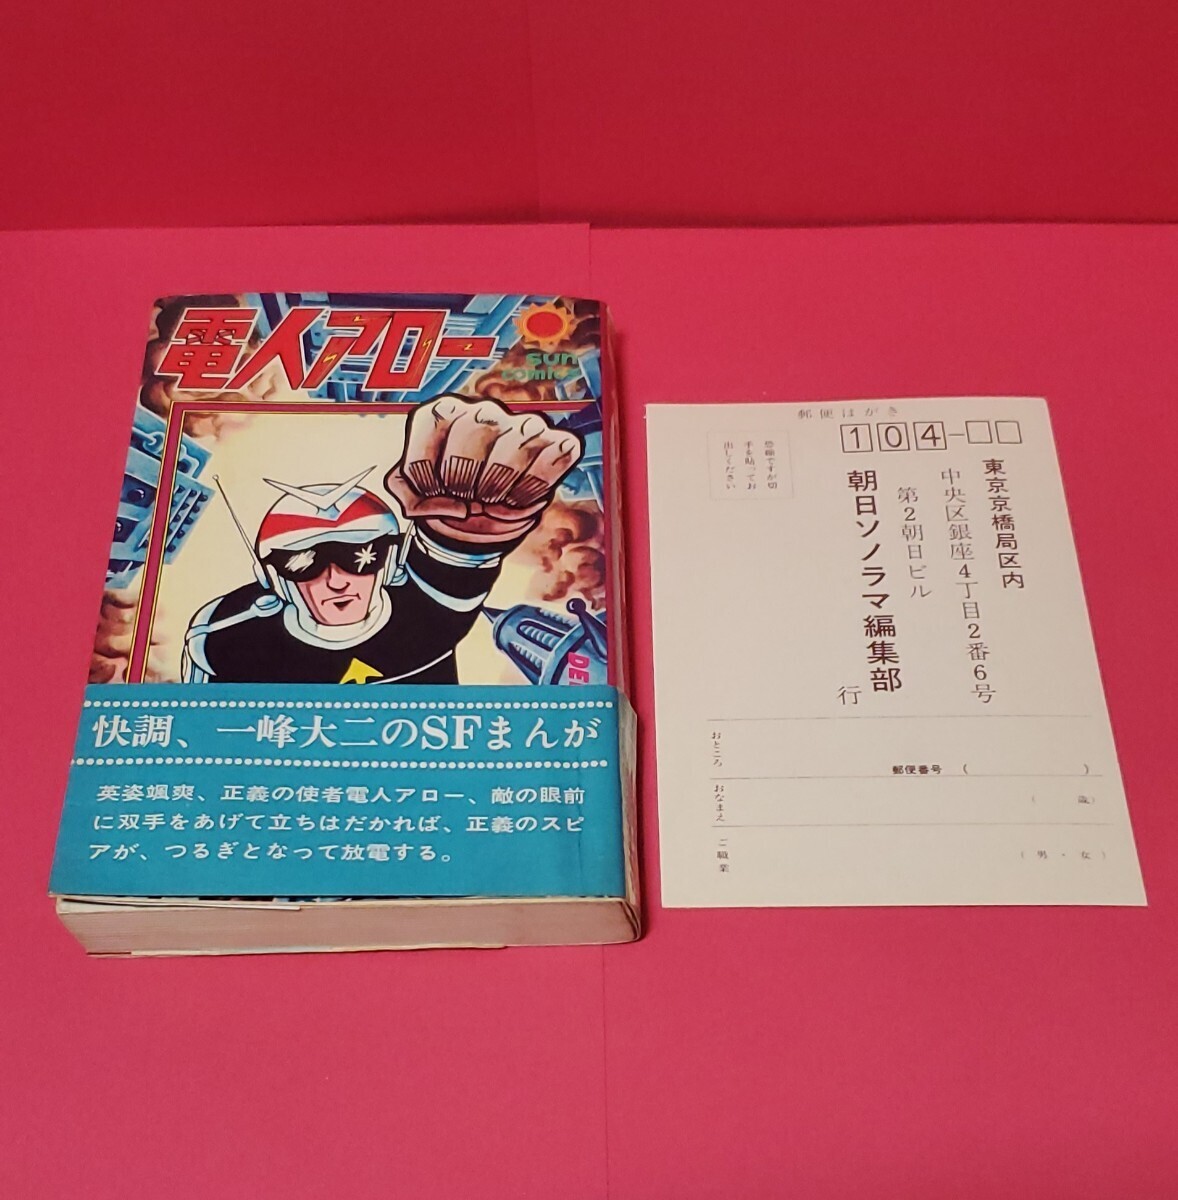 電人アロー
sun
comics
DE
快調、一峰大二のSFまんが
英姿颯爽、正義の使者電人アロー、敵の眼前
に双手をあげて立ちはだかれば、正義のスピ
アが、つるぎとなって放電する。
郵便はがき
104-
恐縮ですが切
手を貼ってお
出しください
東京京橋局区内
中央区銀座4丁目2番6号
第2朝日ビル
朝日ソノラマ編集部
行
おところ
郵便番号（　　）
おなまえ
（　歳）
ご職業
（男・女）